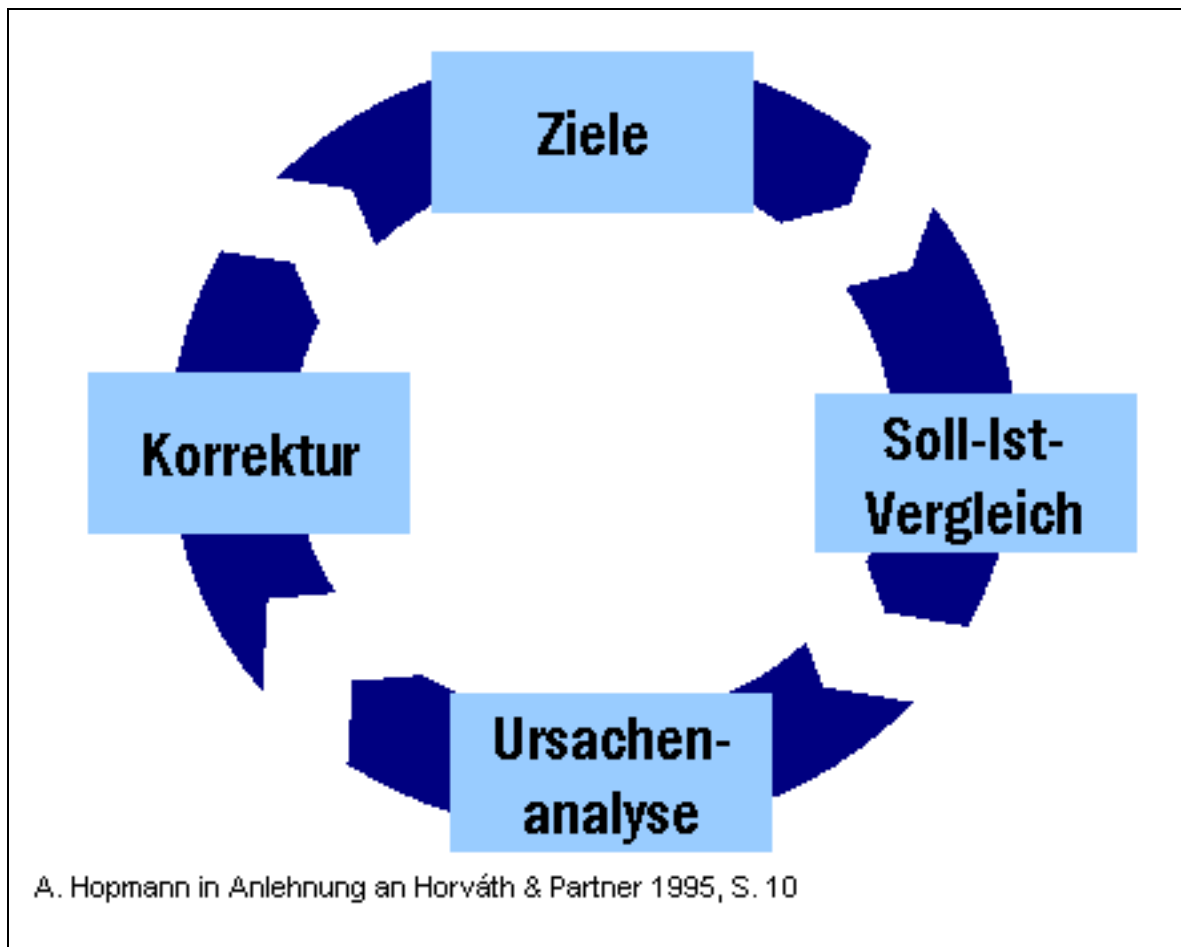 Ziele
Soll-Ist-
Vergleich
Korrektur
Ursachen-
analyse
A. Hopmann in Anlehnung an Horváth & Partner 1995, S. 10